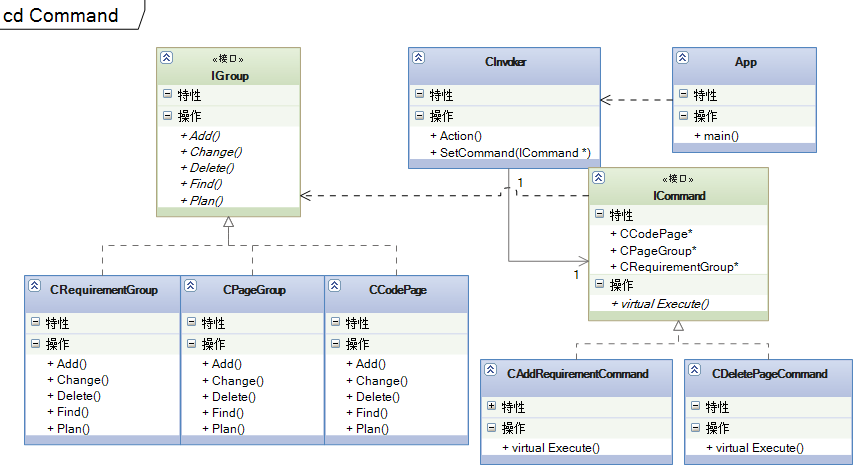 cd Command
«接口»
IGroup
特性
操作
+ Add()
+ Change()
+ Delete()
+ Find()
+ Plan()
CInvoker
特性
操作
+ Action()
+ SetCommand(ICommand *)
App
特性
操作
+ main()
1
1
«接口»
ICommand
特性
+ CCodePage*
+ CPageGroup*
+ CRequirementGroup*
操作
+ virtual Execute()
CRequirementGroup
特性
操作
+ Add()
+ Change()
+ Delete()
+ Find()
+ Plan()
CPageGroup
特性
操作
+ Add()
+ Change()
+ Delete()
+ Find()
+ Plan()
CCodePage
特性
操作
+ Add()
+ Change()
+ Delete()
+ Find()
+ Plan()
CAddRequirementCommand
特性
操作
+ virtual Execute()
CDeletePageCommand
特性
操作
+ virtual Execute()